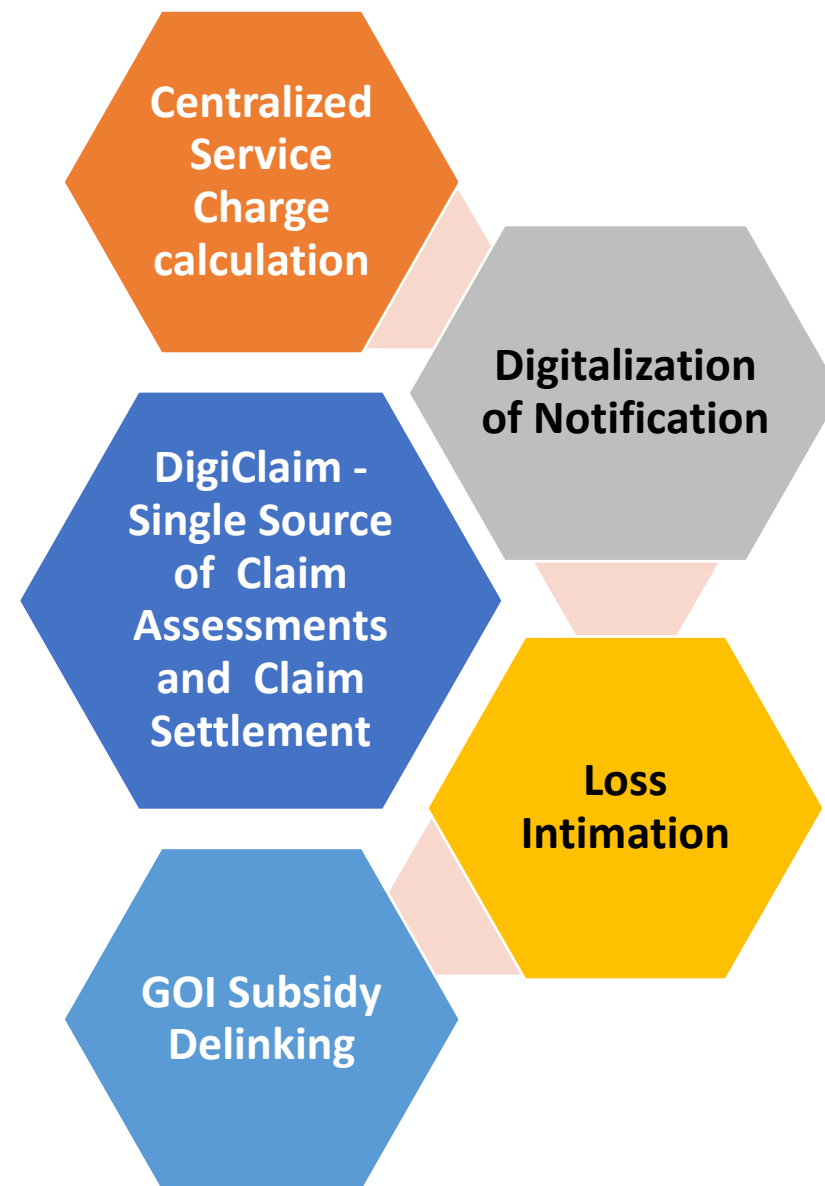 Centralized
Service
Charge
calculation
Digitalization
of Notification
DigiClaim -
Single Source
of  Claim
Assessments
and  Claim
Settlement
Loss
Intimation
GOI Subsidy
Delinking